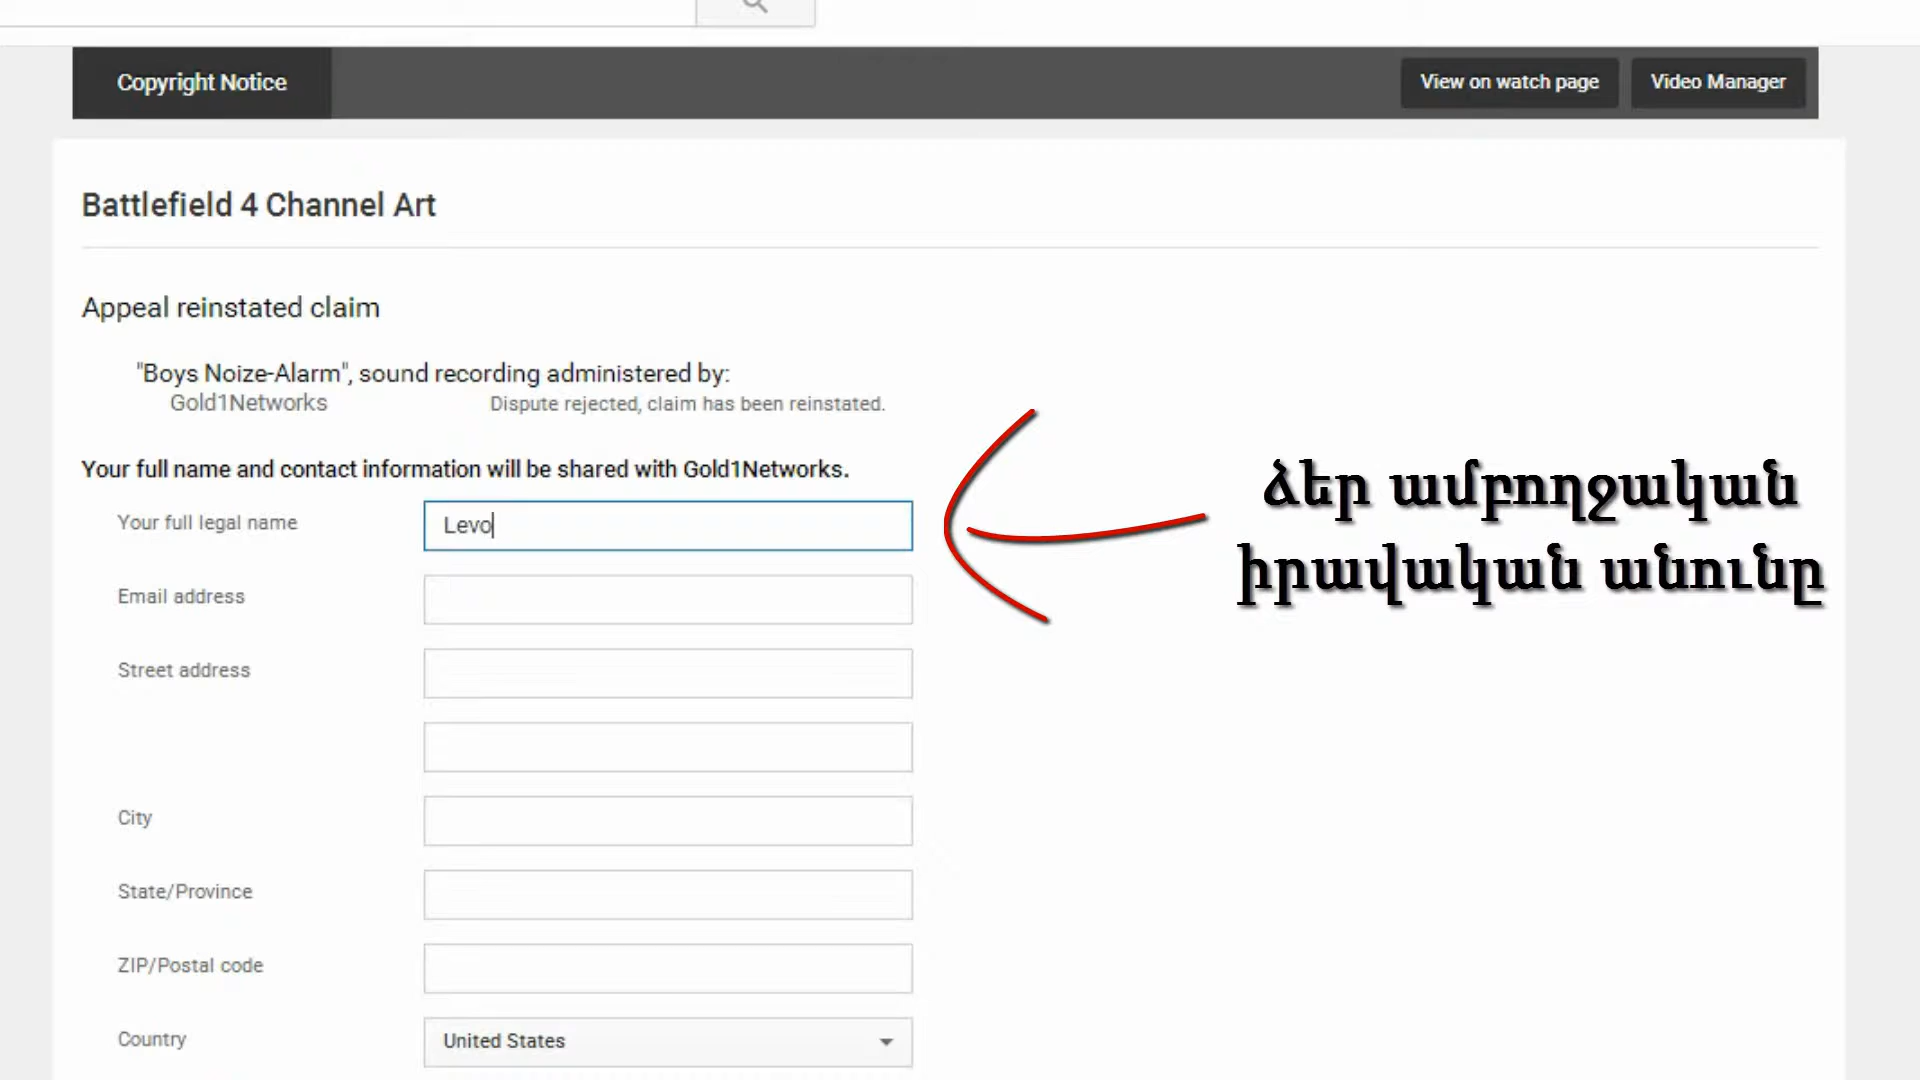 Copyright Notice
View on watch page
Video Manager
Battlefield 4 Channel Art
Appeal reinstated claim
"Boys Noize-Alarm", sound recording administered by:
Gold1Networks
Dispute rejected, claim has been reinstated.
Your full name and contact information will be shared with Gold1Networks.
Your full legal name
Levo
Ձեր ամբողջական
իրավական անունը
Email address
Street address
City
State/Province
ZIP/Postal code
Country
United States